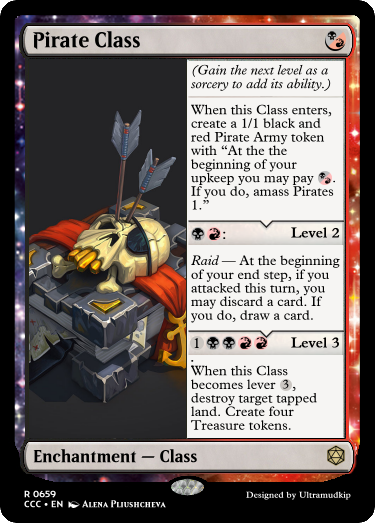 Pirate Class
(Gain the next level as a
sorcery to add its ability.)
When this Class enters,
create a 1/1 black and
red Pirate Army token
with “At the the
beginning of your
upkeep you may pay .
If you do, amass Pirates
1.”
: Level 2
Raid — At the beginning
of your end step, if you
attacked this turn, you
may discard a card. If
you do, draw a card.
1 Level 3
.
When this Class
becomes lever 3,
destroy target tapped
land. Create four
Treasure tokens.
Enchantment — Class
R 0659
CCC • EN Alena Pliushcheva
Designed by Ultramudkip